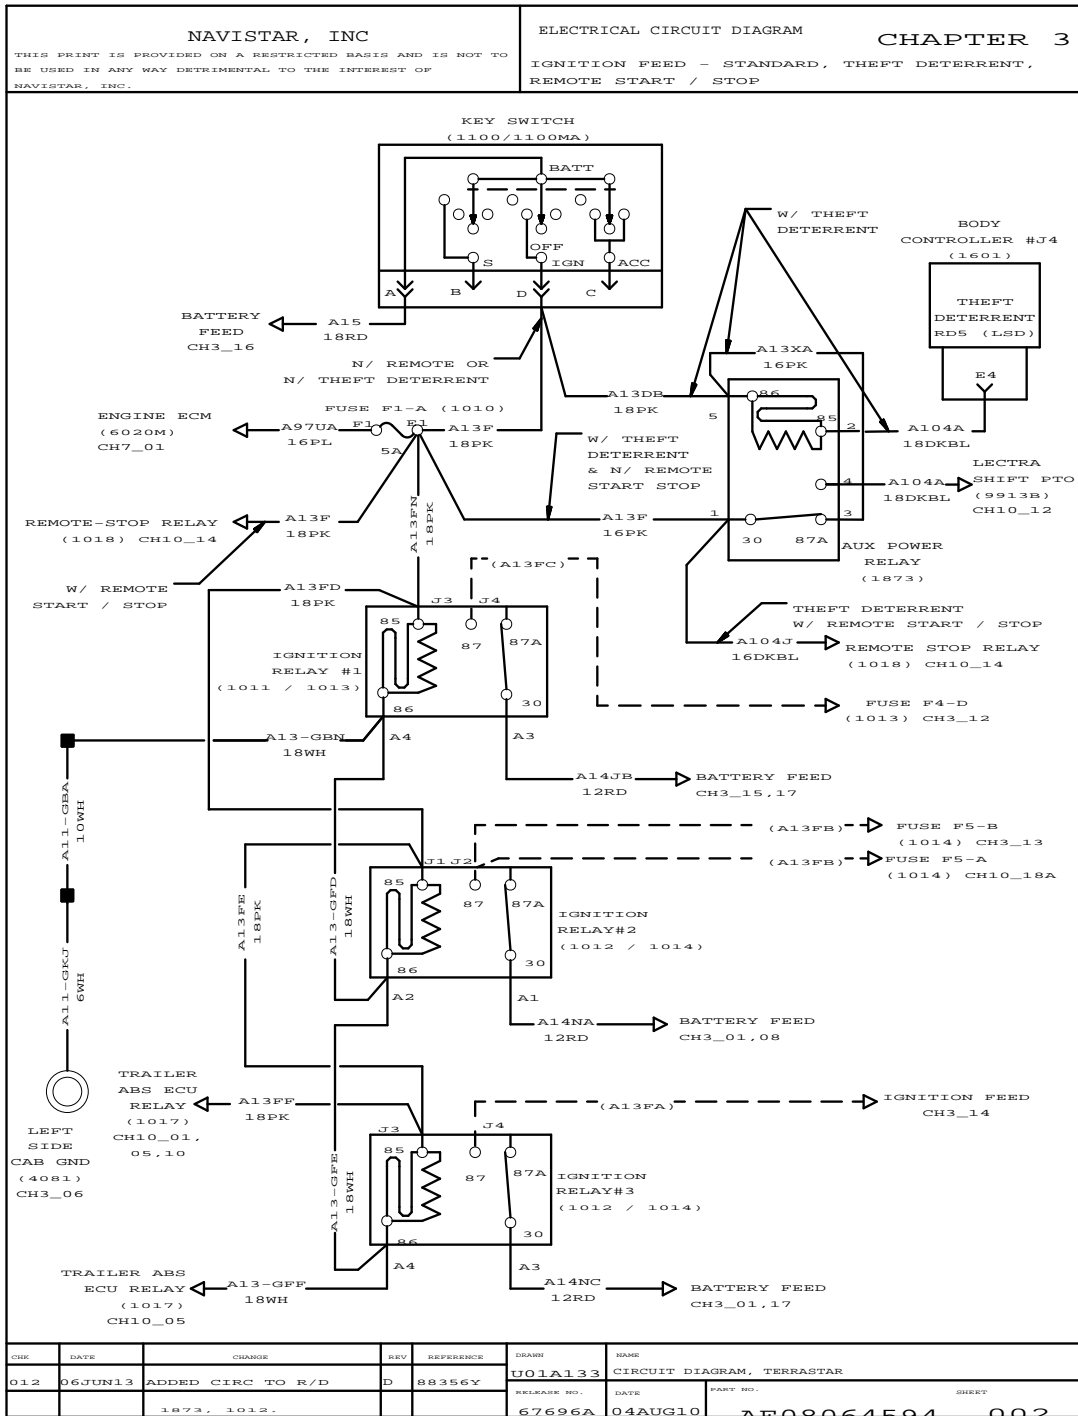 NAVISTAR, INC
THIS PRINT IS PROVIDED ON A RESTRICTED BASIS AND IS NOT TO
BE USED IN ANY WAY DETRIMENTAL TO THE INTEREST OF
NAVISTAR, INC.
ELECTRICAL CIRCUIT DIAGRAM
CHAPTER 3
IGNITION FEED - STANDARD, THEFT DETERRENT,
REMOTE START / STOP
KEY SWITCH
(1100/1100MA)
BATT
OFF
S
IGN
ACC
A
B
D
C
W/ THEFT
DETERRENT
BODY
CONTROLLER #J4
(1601)
THEFT
DETERRENT
RD5 (LSD)
E4
BATTERY
FEED
CH3_16
A15
18RD
N/ REMOTE OR
N/ THEFT DETERRENT
A13XA
16PK
A13DB
18PK
5
86
85
2
A104A
18DKBL
ENGINE ECM
(6020M)
CH7_01
A97UA
16PL
FUSE F1-A (1010)
F1
E1
5A
A13F
18PK
W/ THEFT
DETERRENT
& N/ REMOTE
START STOP
4
A104A
18DKBL
LECTRA
SHIFT PTO
(9913B)
CH10_12
REMOTE-STOP RELAY
(1018) CH10_14
A13F
18PK
A13FN
18PK
A13F
16PK
1
3
30
87A
AUX POWER
RELAY
(1873)
W/ REMOTE
START / STOP
A13FD
18PK
(A13FC)
J3
J4
85
87
87A
30
86
IGNITION
RELAY #1
(1011 / 1013)
THEFT DETERRENT
W/ REMOTE START / STOP
A104J
16DKBL
REMOTE STOP RELAY
(1018) CH10_14
FUSE F4-D
(1013) CH3_12
A13-GBN
18WH
A4
A3
A14JB
12RD
BATTERY FEED
CH3_15,17
A11-GBA
10WH
(A13FB)
FUSE F5-B
(1014) CH3_13
(A13FB)
FUSE F5-A
(1014) CH10_18A
A13FE
18PK
A13-GFD
18WH
J1
J2
85
87
87A
30
86
IGNITION
RELAY#2
(1012 / 1014)
A11-GKJ
6WH
A2
A1
A14NA
12RD
BATTERY FEED
CH3_01,08
TRAILER
ABS ECU
RELAY
(1017)
CH10_01,
05,10
A13FF
18PK
(A13FA)
IGNITION FEED
CH3_14
LEFT
SIDE
CAB GND
(4081)
CH3_06
A13-GFE
18WH
J3
J4
85
87
87A
30
86
IGNITION
RELAY#3
(1012 / 1014)
A4
A3
TRAILER ABS
ECU RELAY
(1017)
CH10_05
A13-GFF
18WH
A14NC
12RD
BATTERY FEED
CH3_01,17
CHK
DATE
CHANGE
REV
REFERENCE
DRAWN
NAME
012
06JUN13
ADDED CIRC TO R/D
D
88356Y
U01A133
CIRCUIT DIAGRAM, TERRASTAR
RELEASE NO.
DATE
PART NO.
SHEET
1873, 1012,
67696A
04AUG10
AF08064594
002